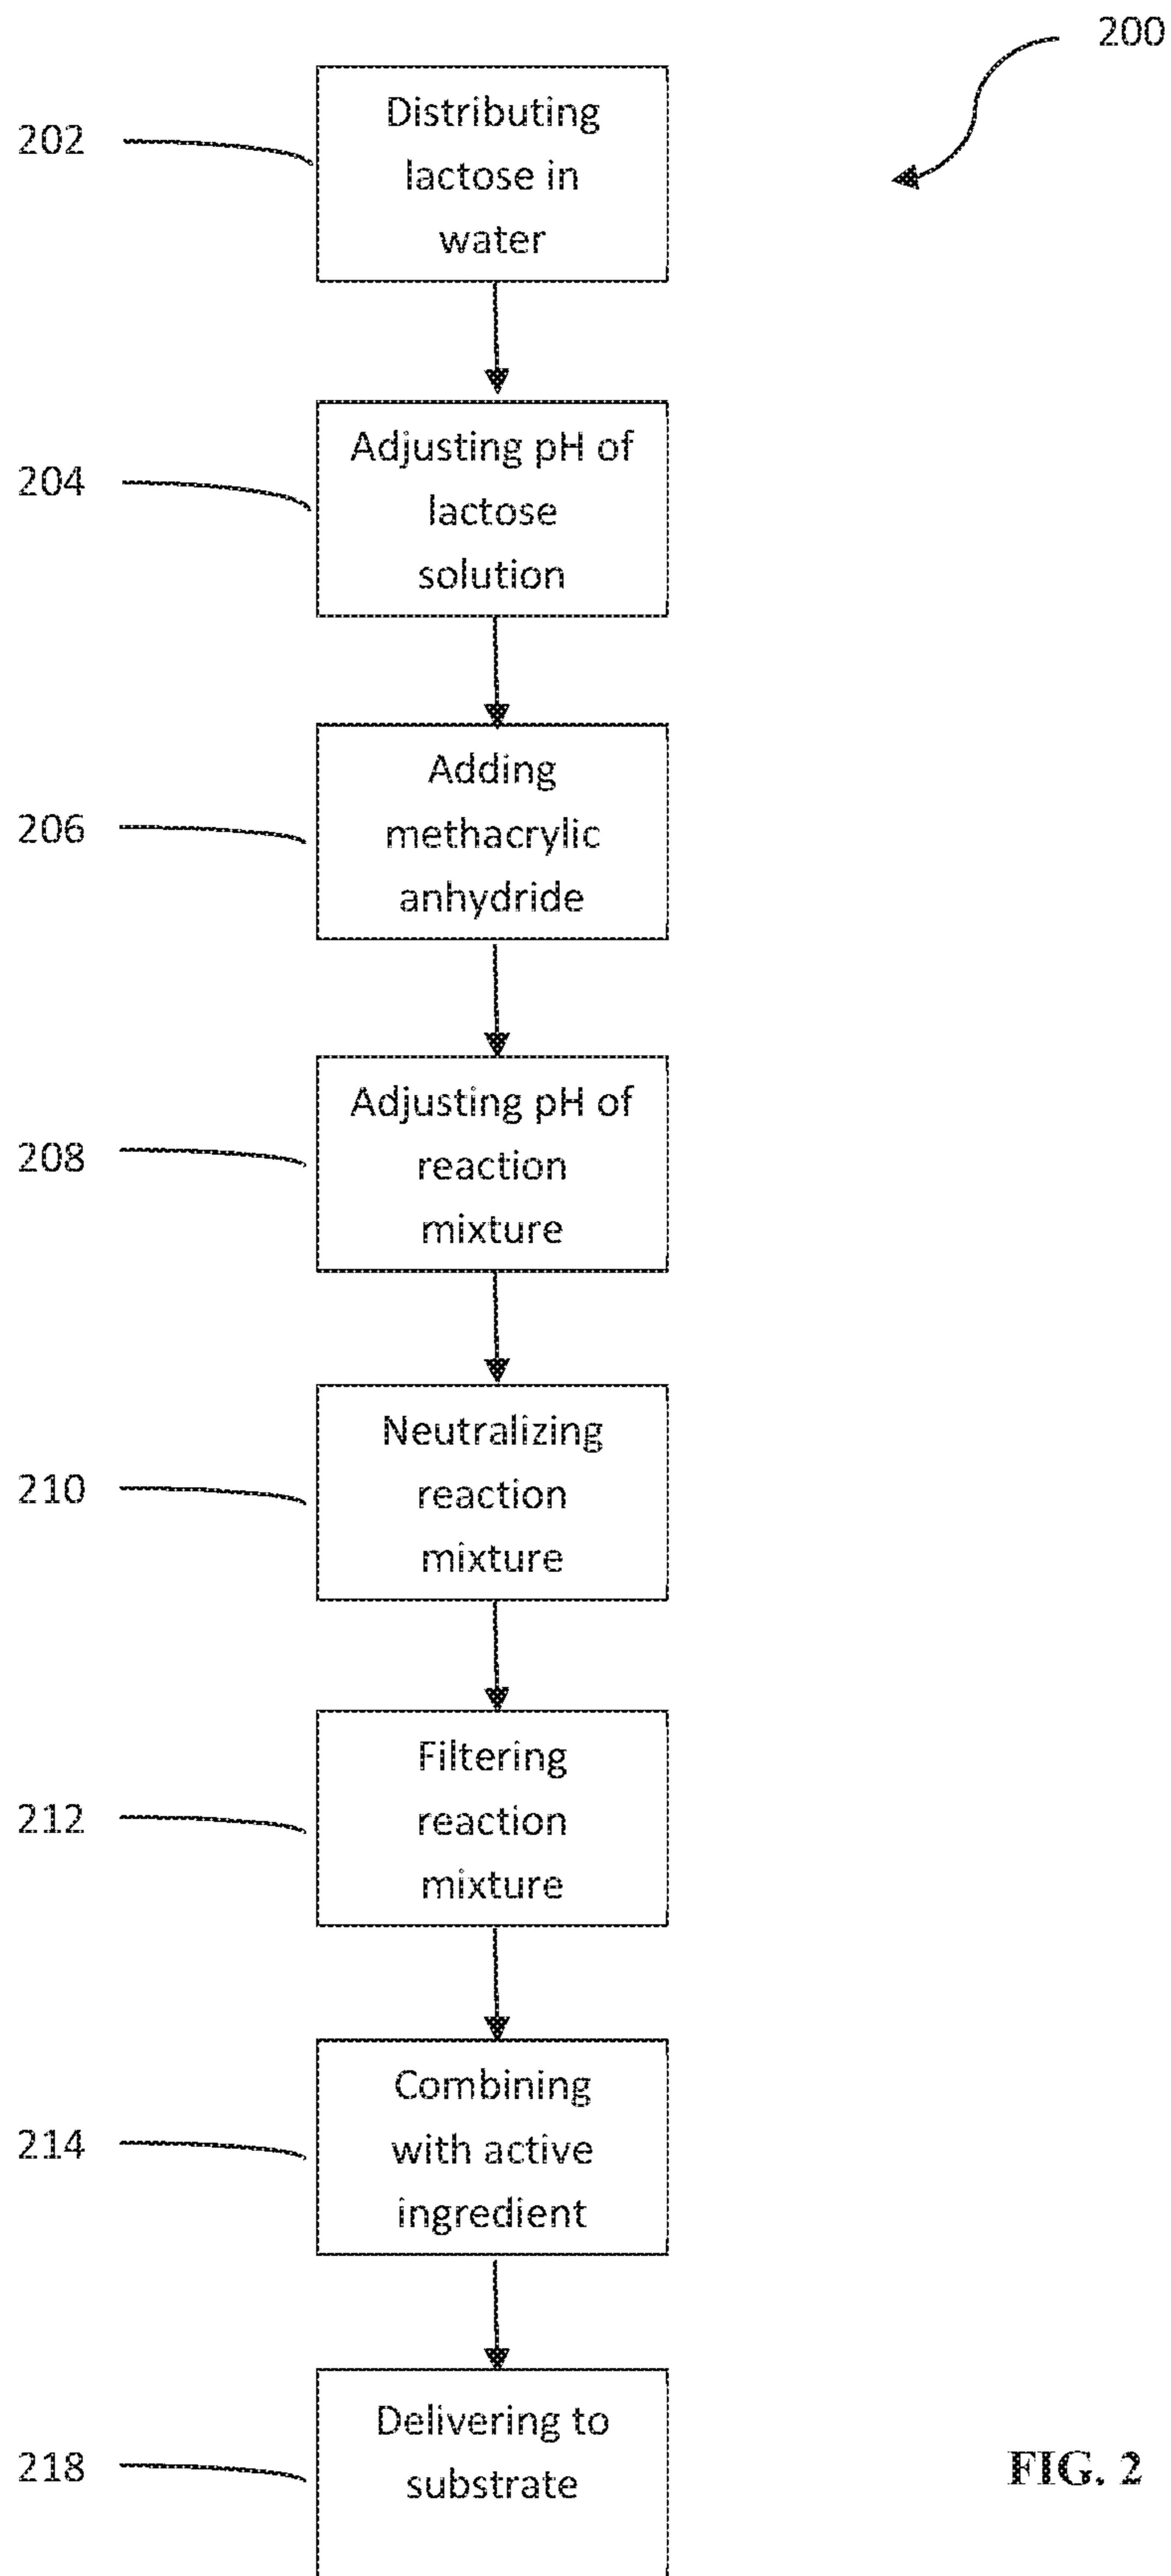 200
202
Distributing
lactose in
water
204
Adjusting pH of
lactose
solution
206
Adding
methacrylic
anhydride
208
Adjusting pH of
reaction
mixture
210
Neutralizing
reaction
mixture
212
Filtering
reaction
mixture
214
Combining
with active
ingredient
218
Delivering to
substrate
FIG. 2